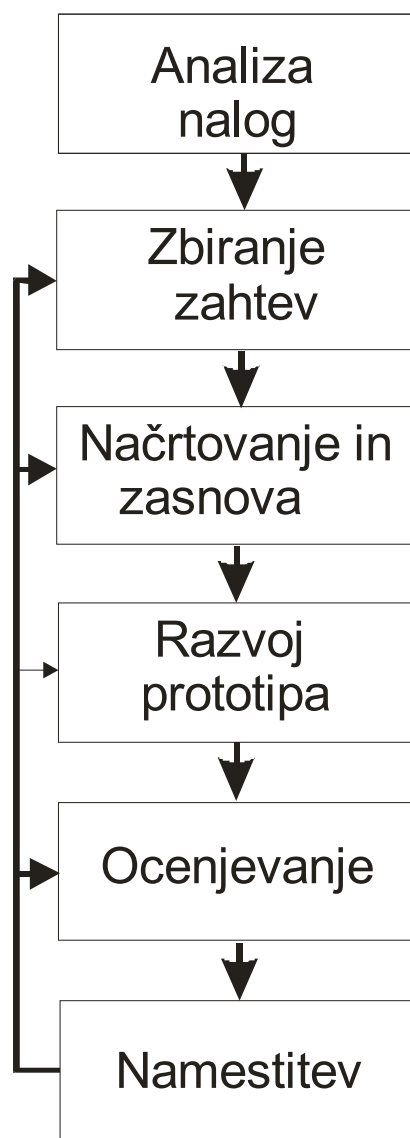 Analiza
nalog
Zbiranje
zahtev
Načrtovanje in
zasnova
Razvoj
prototipa
Ocenjevanje
Namestitev